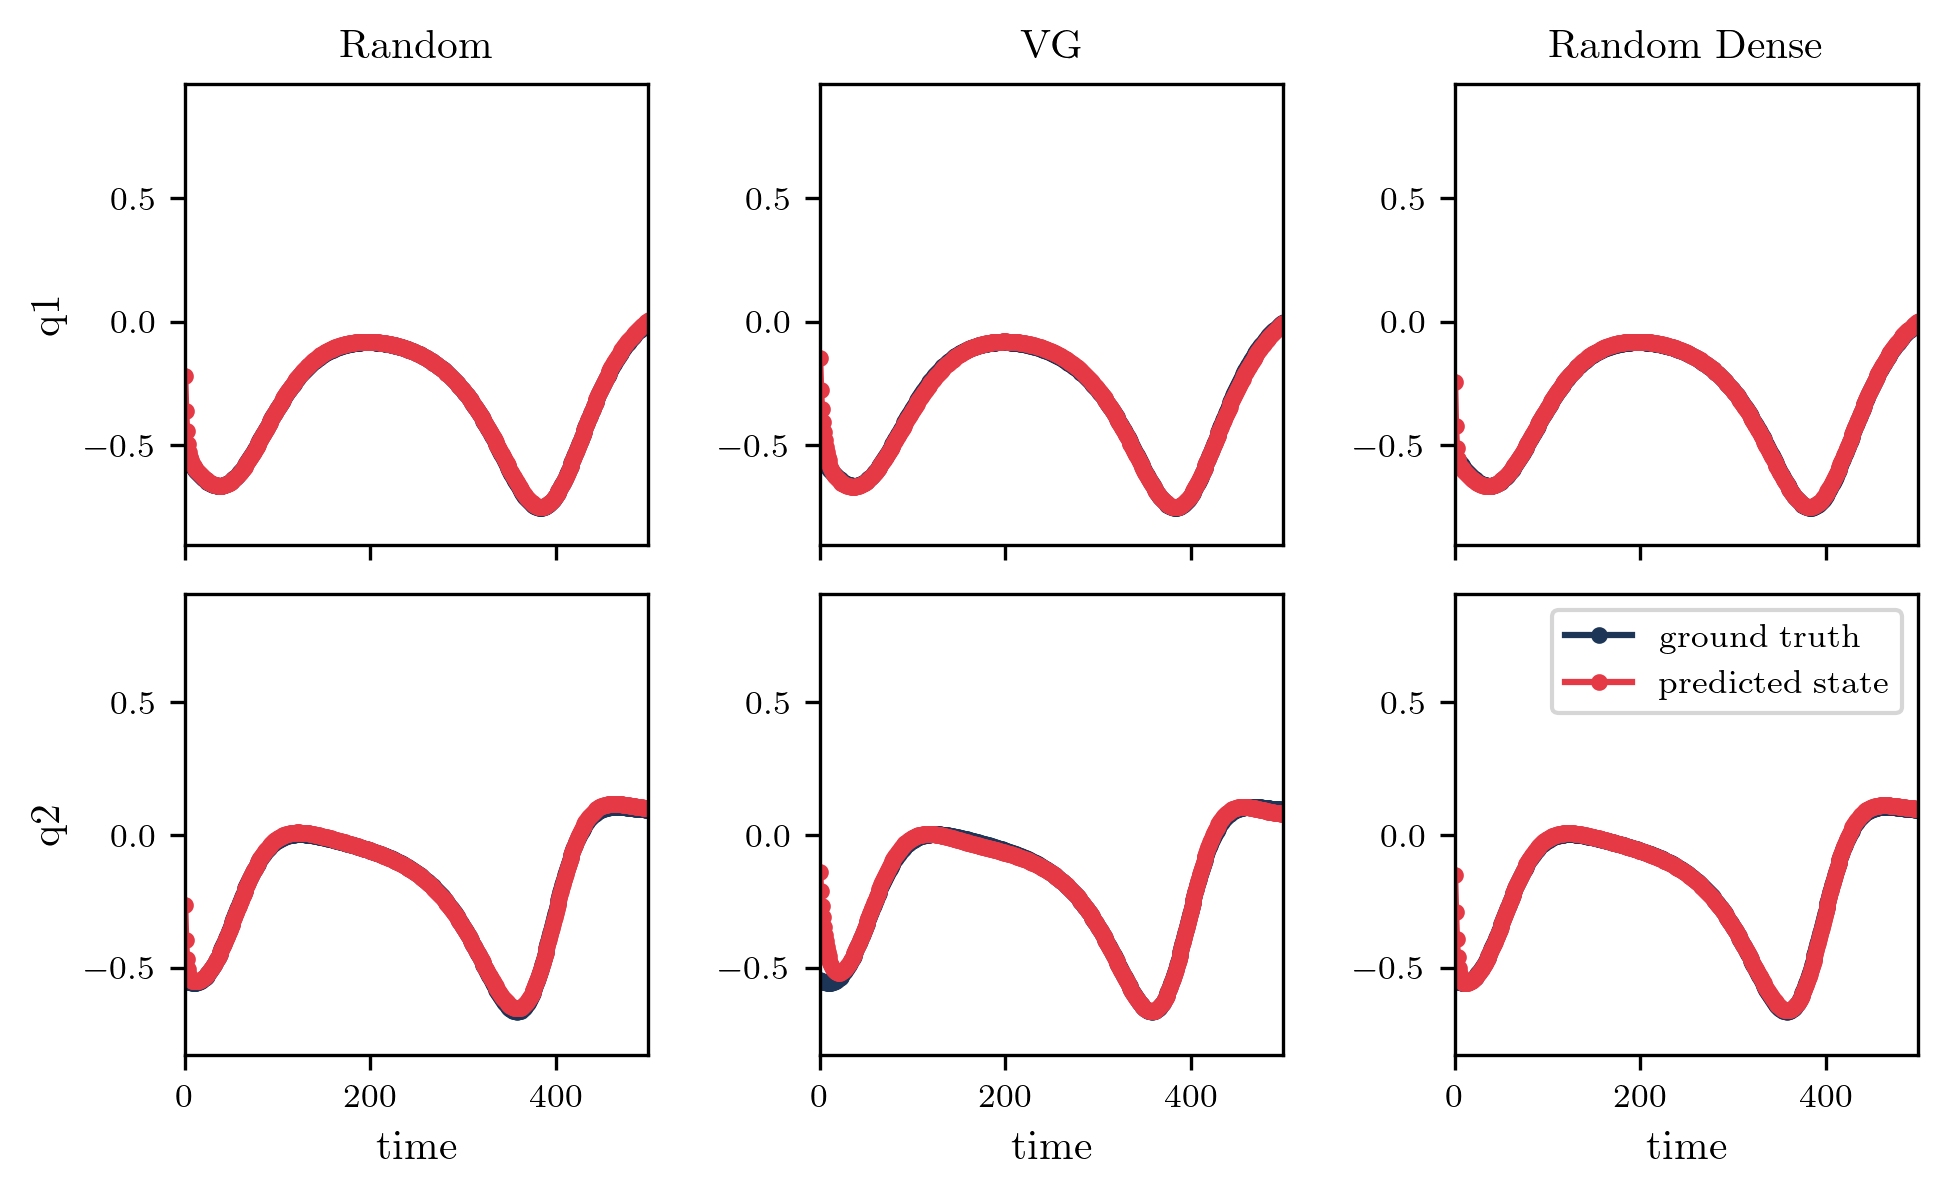 Random VG Random Dense
0.5 0.5 0.5
q1
0.0 0.0 0.0
−0.5 −0.5 −0.5
ground truth
predicted state
0.5 0.5 0.5
q2
0.0 0.0 0.0
−0.5 −0.5 −0.5
0 200 400 0 200 400 0 200 400
time time time